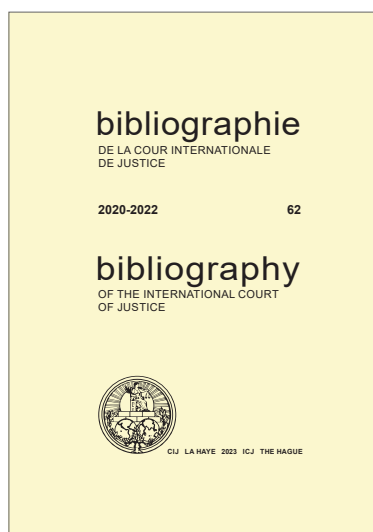 bibliographie
DE LA COUR INTERNATIONALE
DE JUSTICE
2020-2022 62
bibliography
OF THE INTERNATIONAL COURT
OF JUSTICE
CIJ LA HAYE 2023 ICJ THE HAGUE